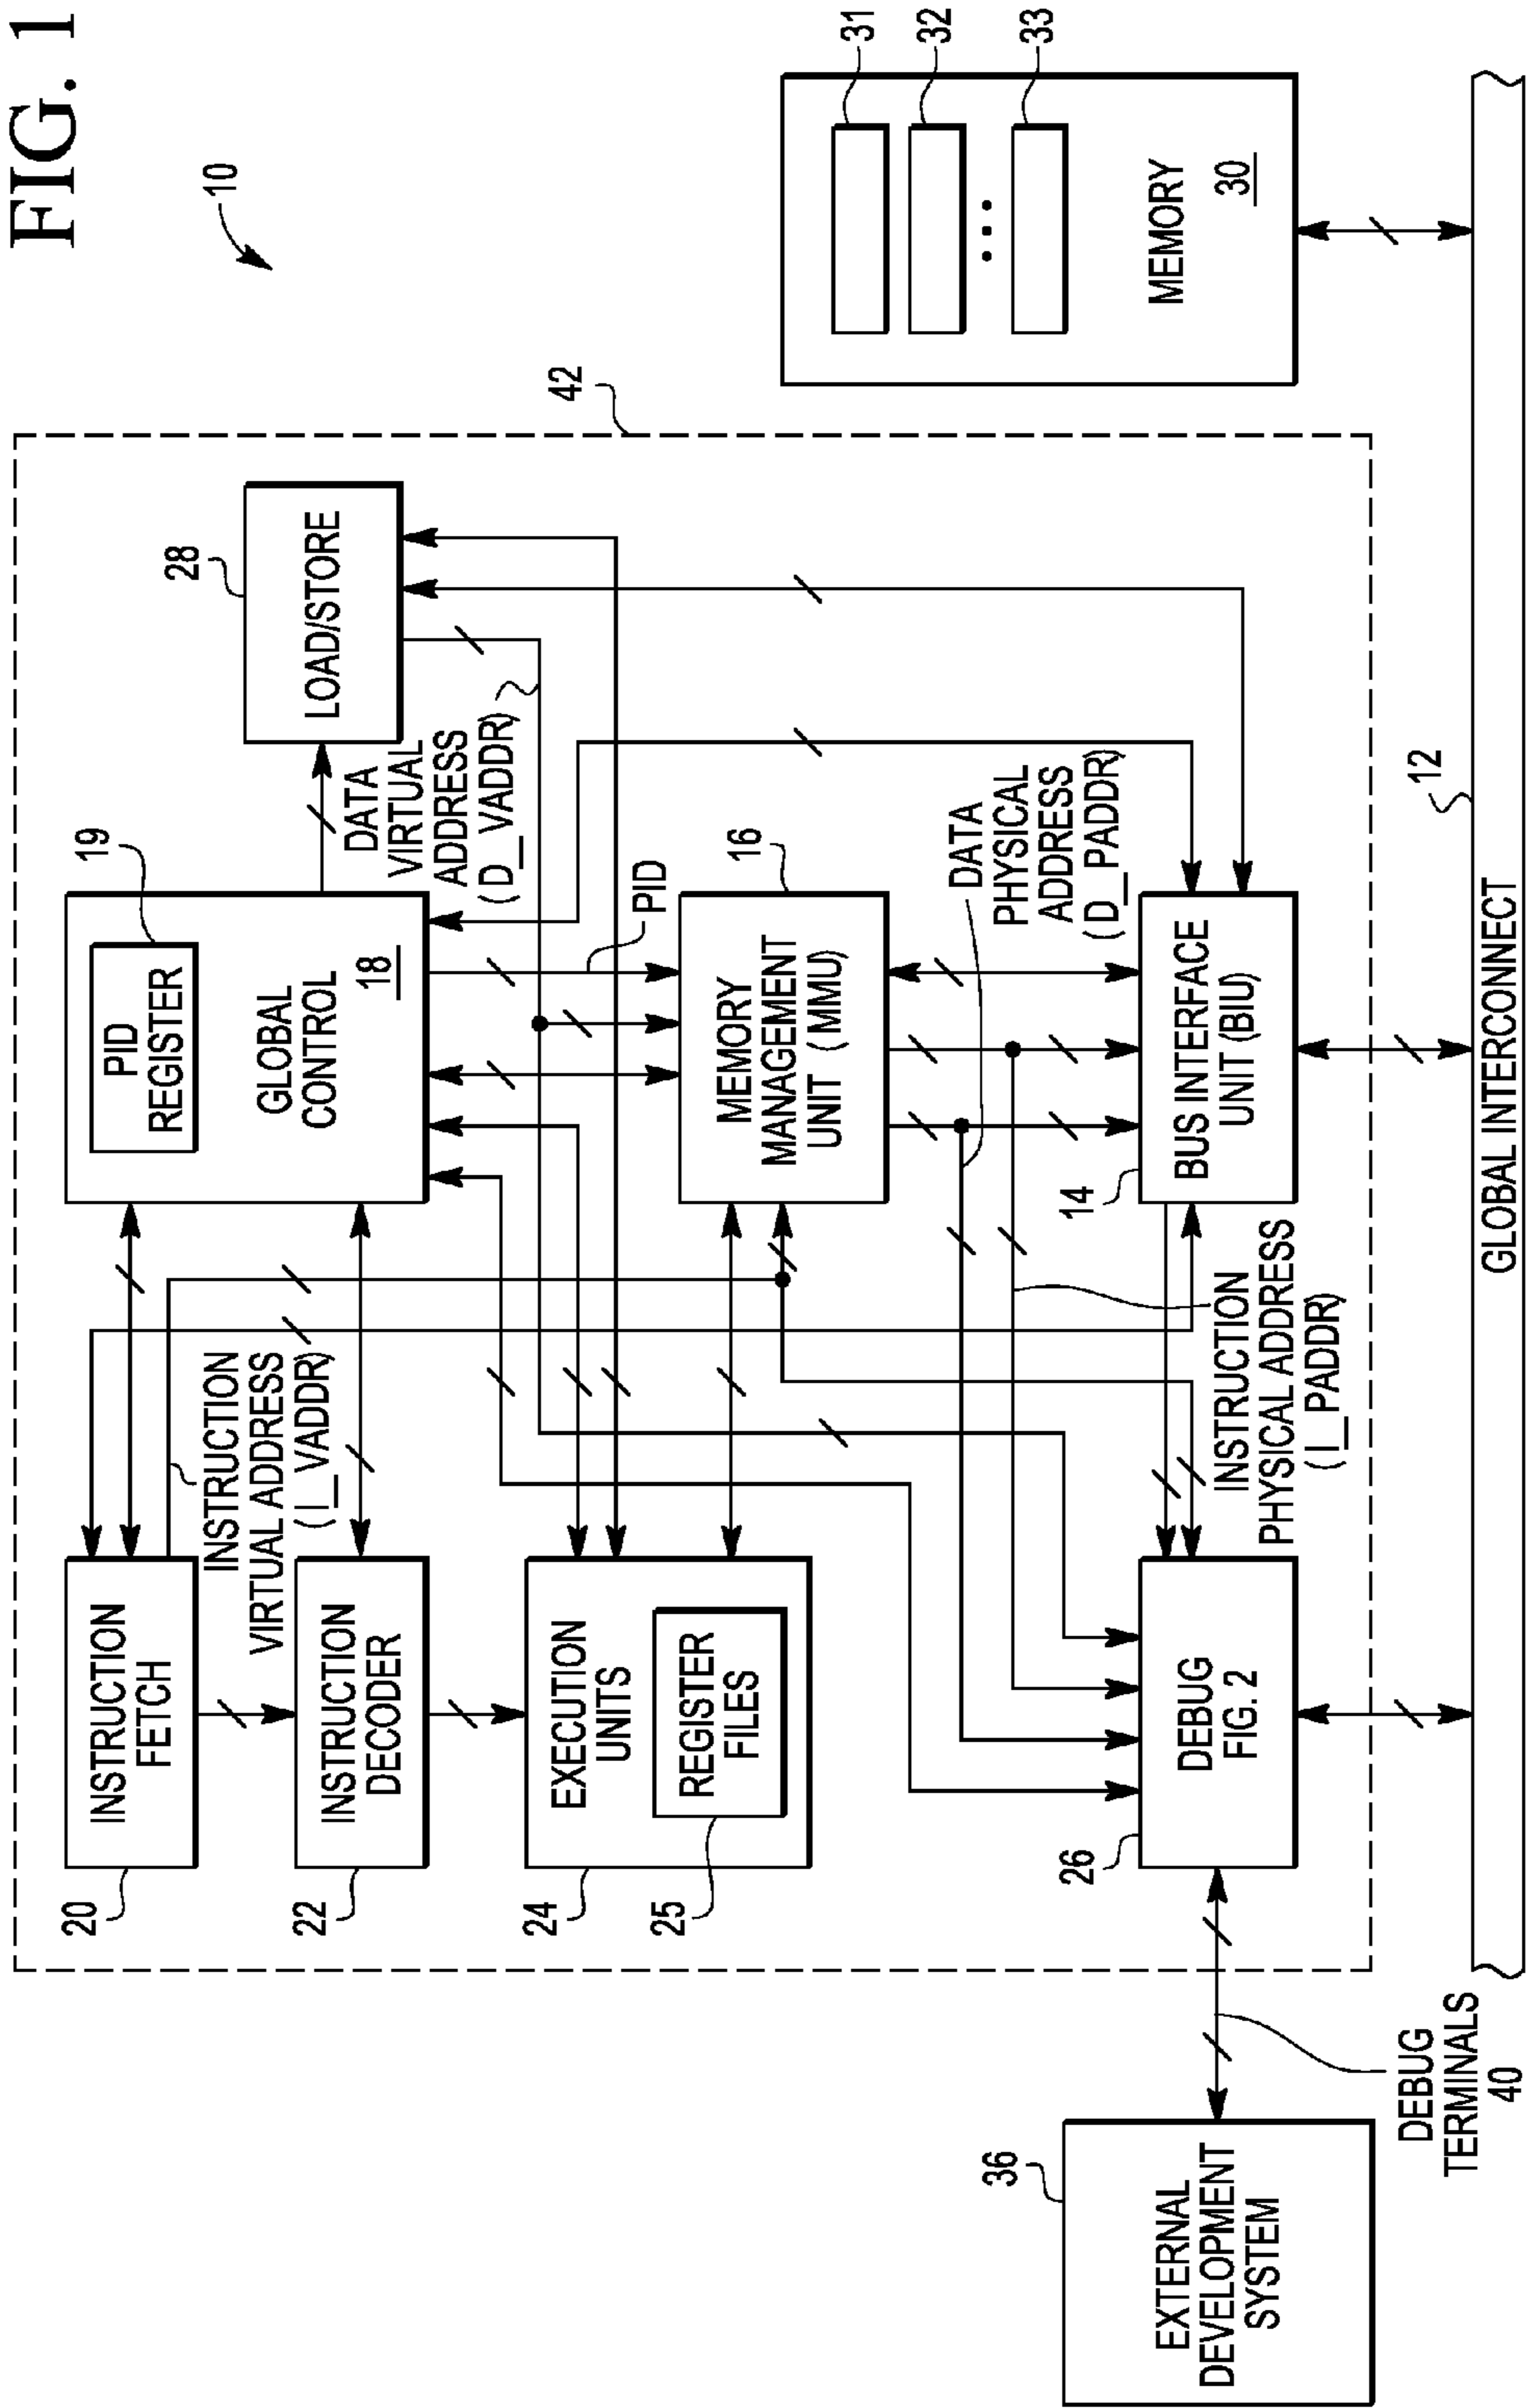 FIG. 1
10
42
INSTRUCTION
FETCH
20
INSTRUCTION
VIRTUAL ADDRESS
(I_VADDR)
PID
REGISTER
19
GLOBAL
CONTROL
18
LOAD/STORE
28
DATA
VIRTUAL
ADDRESS
(D_VADDR)
PID
INSTRUCTION
DECODER
22
EXECUTION
UNITS
24
REGISTER
FILES
25
MEMORY
MANAGEMENT
UNIT (MMU)
16
DATA
PHYSICAL
ADDRESS
(D_PADDR)
31
32
33
MEMORY
30
EXTERNAL
DEVELOPMENT
SYSTEM
36
DEBUG
FIG. 2
26
BUS INTERFACE
UNIT (BIU)
14
INSTRUCTION
PHYSICAL ADDRESS
(I_PADDR)
12
DEBUG
TERMINALS
40
GLOBAL INTERCONNECT